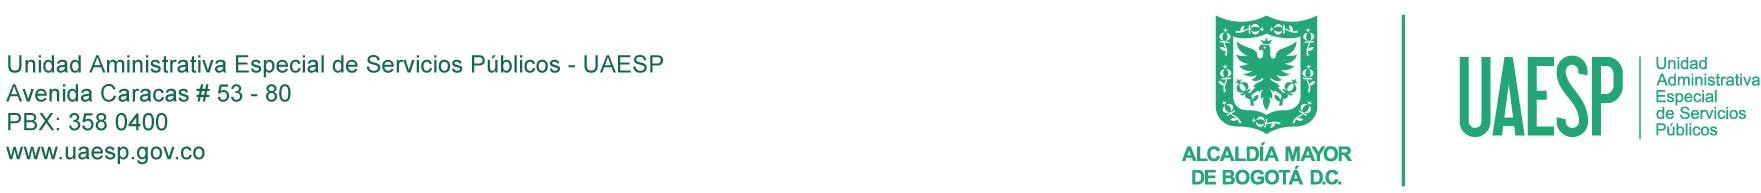 Unidad Aministrativa Especial de Servicios Públicos - UAESP
Avenida Caracas # 53 - 80
PBX: 358 0400
www.uaesp.gov.co
ALCALDÍA MAYOR
DE BOGOTÁ D.C.
UAESP
Unidad
Administrativa
Especial
de Servicios
Públicos